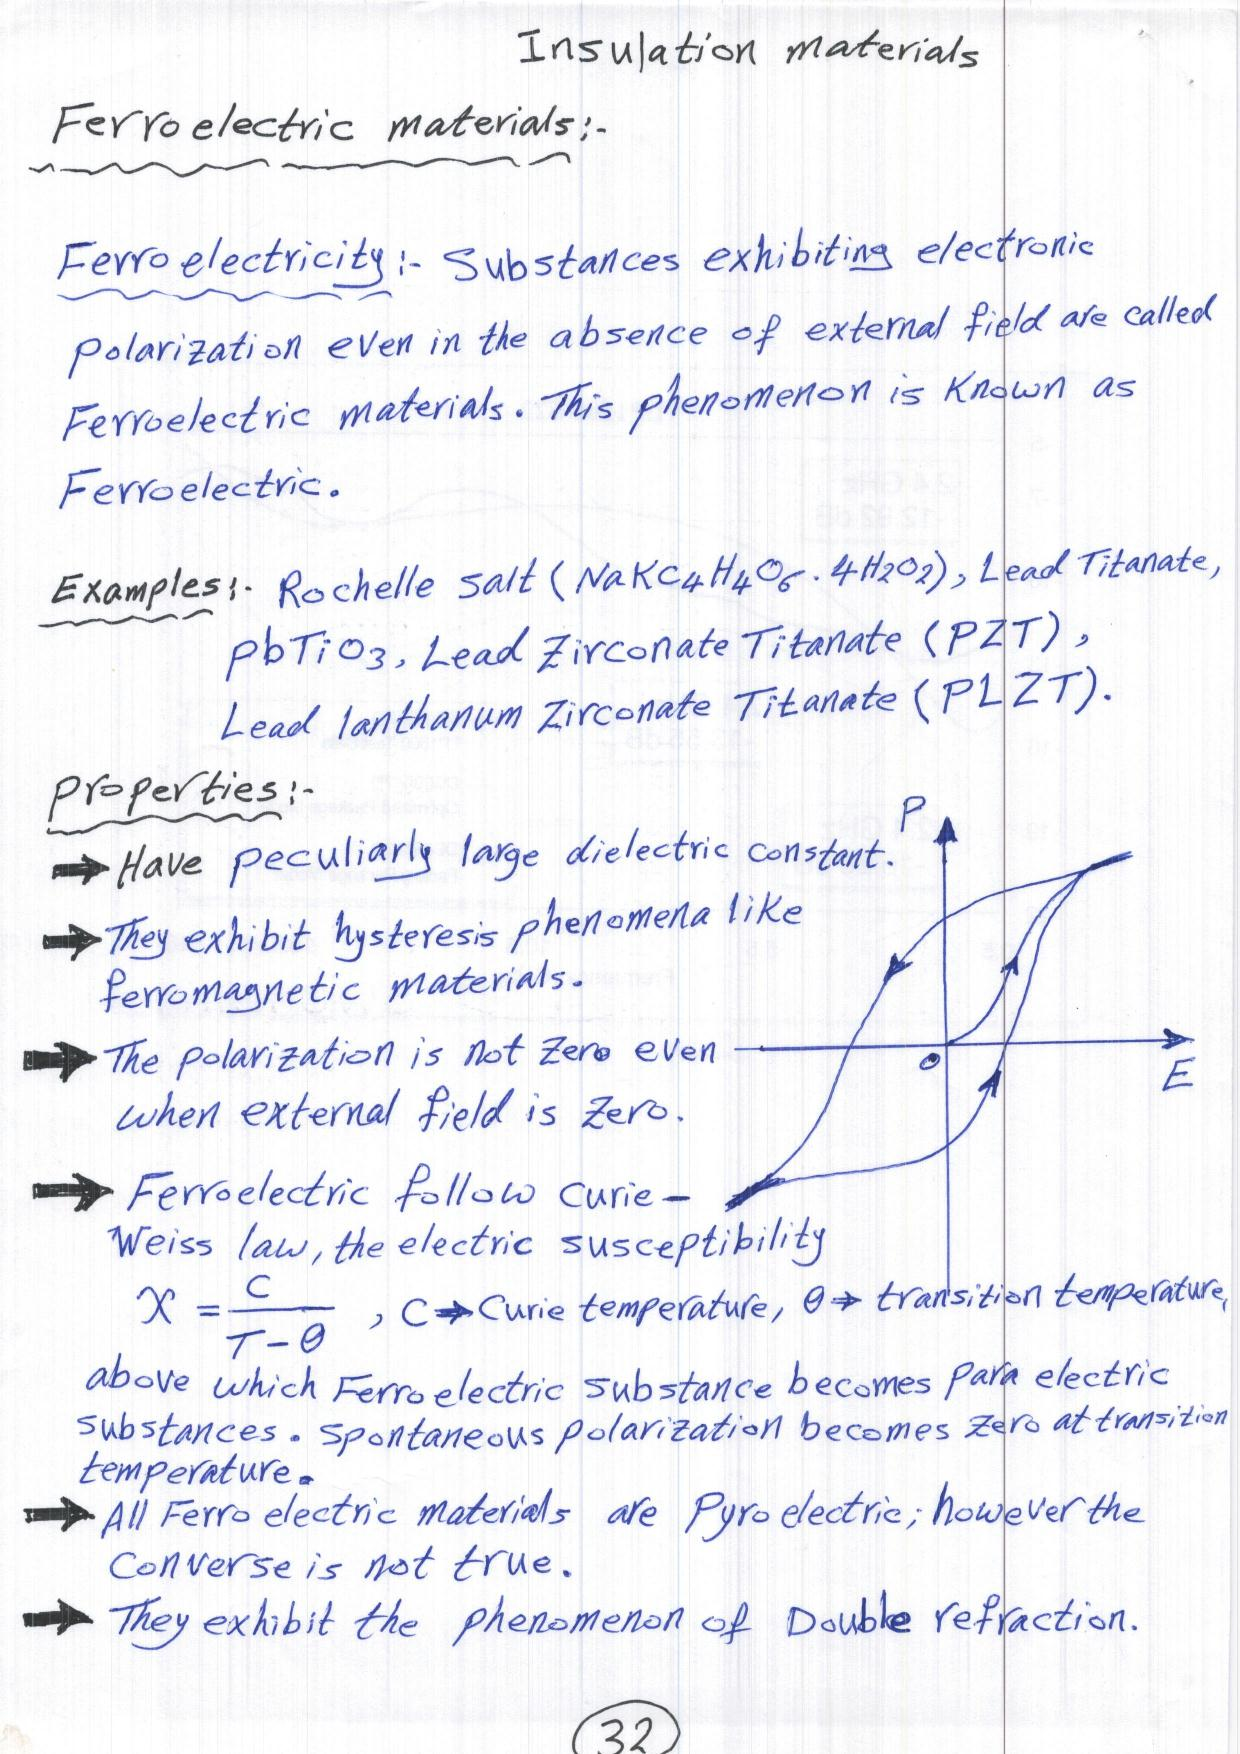 Insulation materials
Ferroelectric materials:-
Ferroelectricity:- Substances exhibiting electronic
polarization even in the absence of external field are called
Ferroelectric materials. This phenomenon is Known as
Ferroelectric.
Examples:- Rochelle salt (NaKC4H4O6 . 4H2O2), Lead Titanate,
PbTiO3, Lead Zirconate Titanate (PZT),
Lead lanthanum Zirconate Titanate (PLZT).
Properties:-
P
➡ Have peculiarly large dielectric constant.
➡ They exhibit hysteresis phenomena like
ferromagnetic materials.
➡ The polarization is not Zero even
o
E
when external field is Zero.
➡ Ferroelectric follow Curie-
Weiss law, the electric susceptibility
X = C / T - θ , C ➔ Curie temperature, θ ➔ transition temperature,
above which Ferroelectric substance becomes Para electric
substances. Spontaneous polarization becomes zero at transition
temperature.
➡ All Ferro electric materials are Pyro electric; however the
Converse is not true.
➡ They exhibit the phenomenon of Double refraction.
32